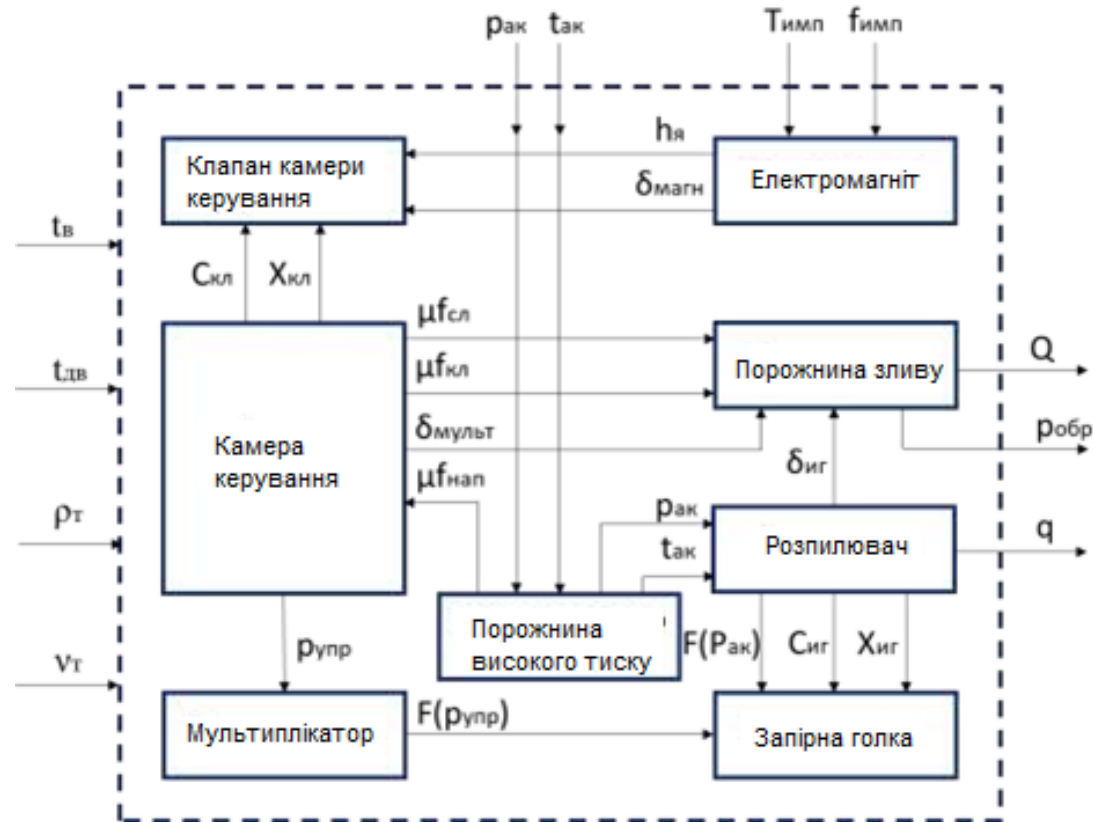 pак tак Tимп fимп
Клапан камери
керування
hя
δмагн
Електромагніт
tв
Cкл Xкл
μfсл
μfкл
Порожнина зливу
Q
tдв
δмульт
pобр
Камера
керування
μfнап
δиг
pак
tак
Розпилювач
q
ρт
Порожнина
високого тиску
pупр
F(Pак) Cиг Xиг
νт
Мультиплікатор
F(pупр)
Запірна голка